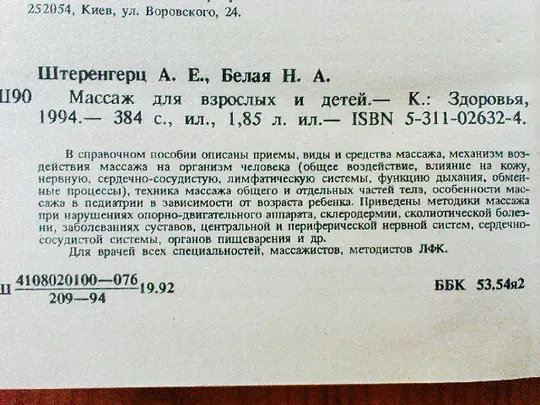 252054, Киев, ул. Воровского, 24.
Штеренгерц А. Е., Белая Н. А.
Ш90 Массаж для взрослых и детей.— К.: Здоровья,
1994.— 384 с., ил., 1,85 л. ил.— ISBN 5-311-02632-4.
В справочном пособии описаны приемы, виды и средства массажа, механизм воз-
действия массажа на организм человека (общее воздействие, влияние на кожу,
нервную, сердечно-сосудистую, лимфатическую системы, функцию дыхания, обмен-
ные процессы), техника массажа общего и отдельных частей тела, особенности мас-
сажа в педиатрии в зависимости от возраста ребенка. Приведены методики массажа
при нарушениях опорно-двигательного аппарата, склеродермии, сколиотической болез-
ни, заболеваниях суставов, центральной и периферической нервной систем, сердечно-
сосудистой системы, органов пищеварения и др.
Для врачей всех специальностей, массажистов, методистов ЛФК.
Ш 4108020100—076
209—94
19.92
ББК 53,54я2